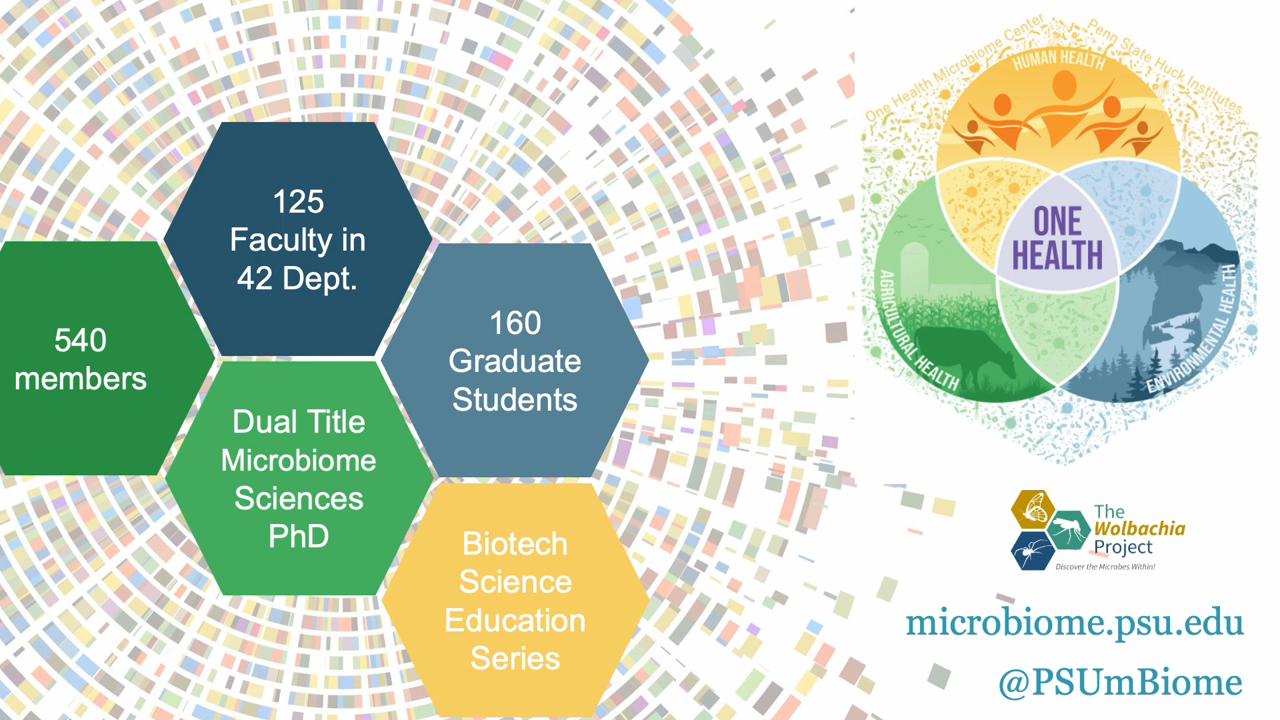 125
Faculty in
42 Dept.
540
members
160
Graduate
Students
Dual Title
Microbiome
Sciences
PhD
Biotech
Science
Education
Series
One Health Microbiome Center
Penn State Huck Institutes
HUMAN HEALTH
ONE
HEALTH
AGRICULTURAL HEALTH
ENVIRONMENTAL HEALTH
The
Wolbachia
Project
Discover the Microbes Within!
microbiome.psu.edu
@PSUmBiome